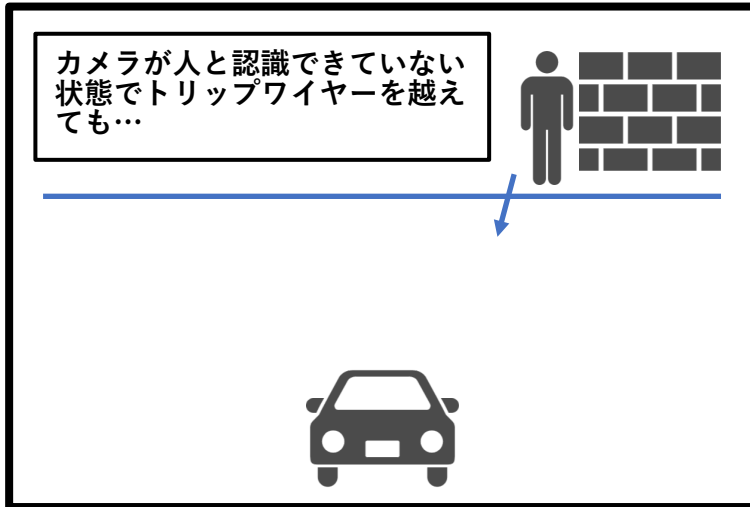 カメラが人と認識できていない
状態でトリップワイヤーを越え
ても…